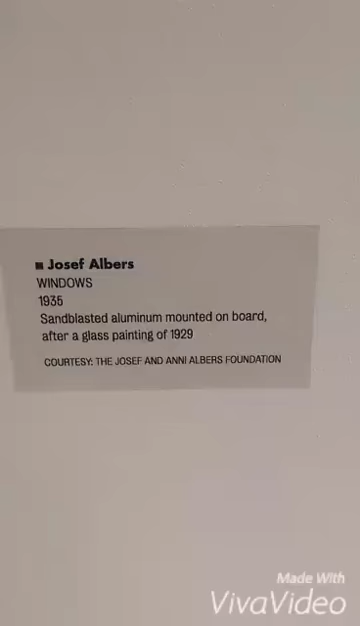 ■ Josef Albers
WINDOWS
1935
Sandblasted aluminum mounted on board,
after a glass painting of 1929
COURTESY: THE JOSEF AND ANNI ALBERS FOUNDATION
Made With
VivaVideo